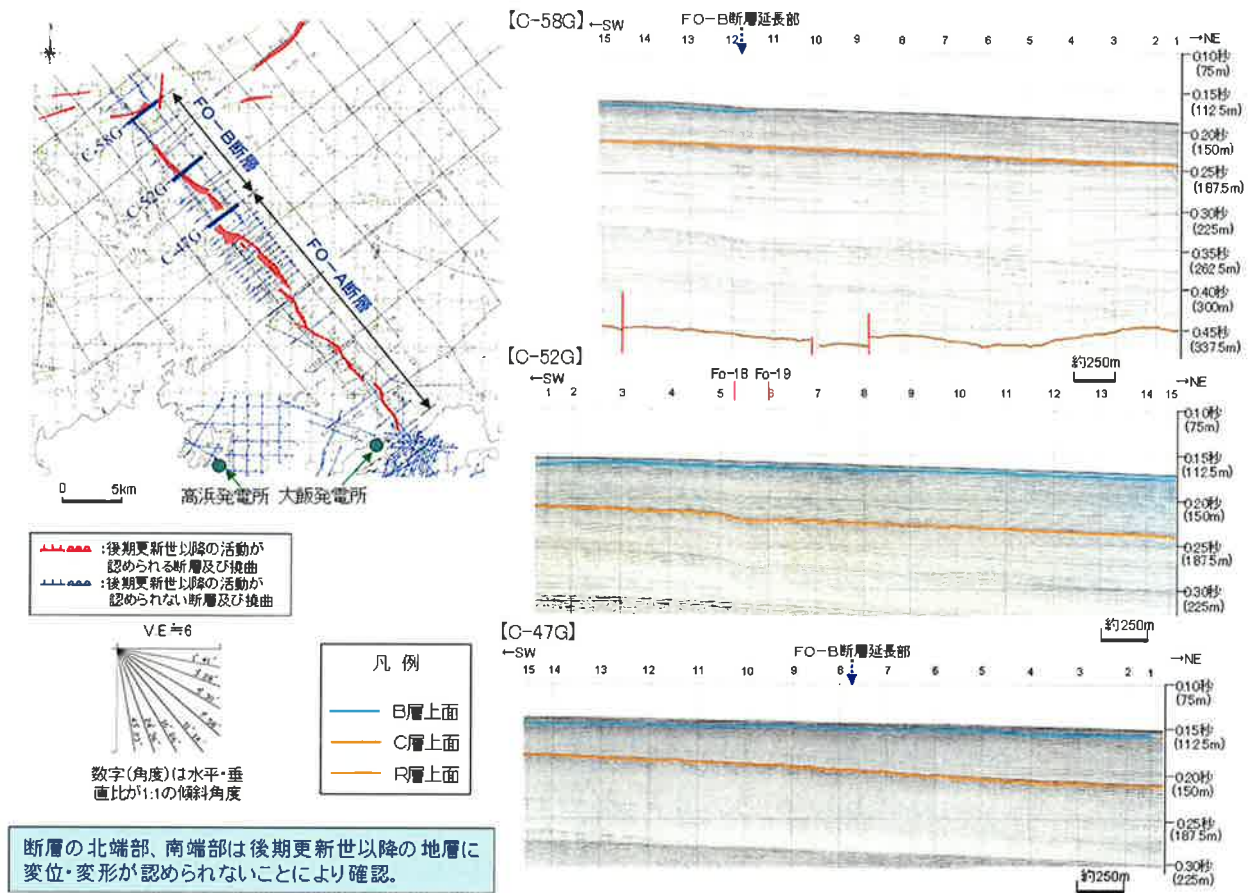 C-58G
C-52G
C-47G
FO-B断層
FO-A断層
0 5km
高浜発電所 大飯発電所
:後期更新世以降の活動が
認められる断層及び撓曲
:後期更新世以降の活動が
認められない断層及び撓曲
V.E≒6
数字(角度)は水平・垂
直比が1:1の傾斜角度
凡 例
B層上面
C層上面
R層上面
断層の北端部、南端部は後期更新世以降の地層に
変位・変形が認められないことにより確認。
【C-58G】
←SW
FO-B断層延長部
→NE
15 14 13 12 11 10 9 8 7 6 5 4 3 2 1
0.10秒
(75m)
0.15秒
(112.5m)
0.20秒
(150m)
0.25秒
(187.5m)
0.30秒
(225m)
0.35秒
(262.5m)
0.40秒
(300m)
0.45秒
(337.5m)
約250m
【C-52G】
←SW
Fo-18 Fo-19
→NE
1 2 3 4 5 6 7 8 9 10 11 12 13 14 15
0.10秒
(75m)
0.15秒
(112.5m)
0.20秒
(150m)
0.25秒
(187.5m)
0.30秒
(225m)
約250m
【C-47G】
←SW
FO-B断層延長部
→NE
15 14 13 12 11 10 9 8 7 6 5 4 3 2 1
0.10秒
(75m)
0.15秒
(112.5m)
0.20秒
(150m)
0.25秒
(187.5m)
0.30秒
(225m)
約250m